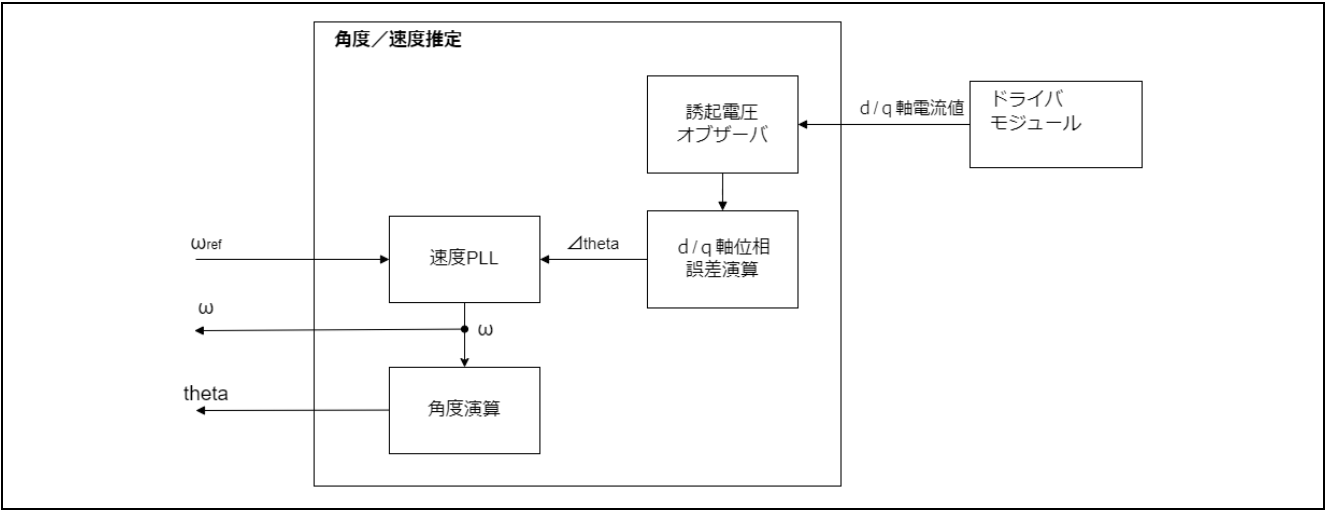 角度／速度推定
誘起電圧
オブザーバ
d / q 軸電流値
ドライバ
モジュール
ωref
速度PLL
⊿theta
d / q 軸位相
誤差演算
ω
ω
theta
角度演算